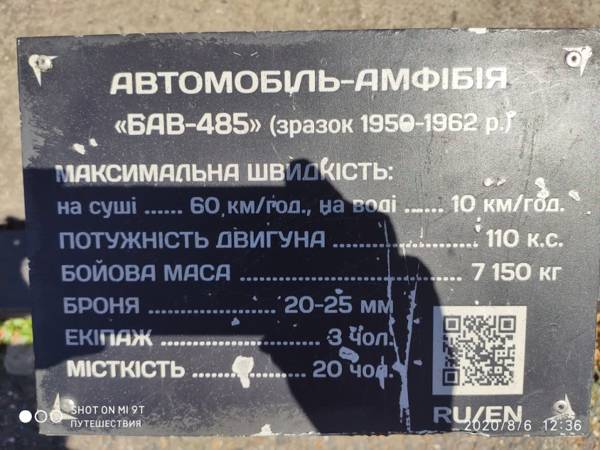 АВТОМОБІЛЬ-АМФІБІЯ
«БАВ-485» (зразок 1950-1962 р.)
МАКСИМАЛЬНА ШВИДКІСТЬ:
на суші ...... 60 км/год., на воді ...... 10 км/год.
ПОТУЖНІСТЬ ДВИГУНА ...................... 110 к.с.
БОЙОВА МАСА ................................. 7 150 кг
БРОНЯ ................... 20-25 мм
ЕКІПАЖ ........................ 3 чол.
МІСТКІСТЬ ................. 20 чол.
RU/EN
SHOT ON MI 9T
ПУТЕШЕСТВИЯ
2020/8/6 12:36